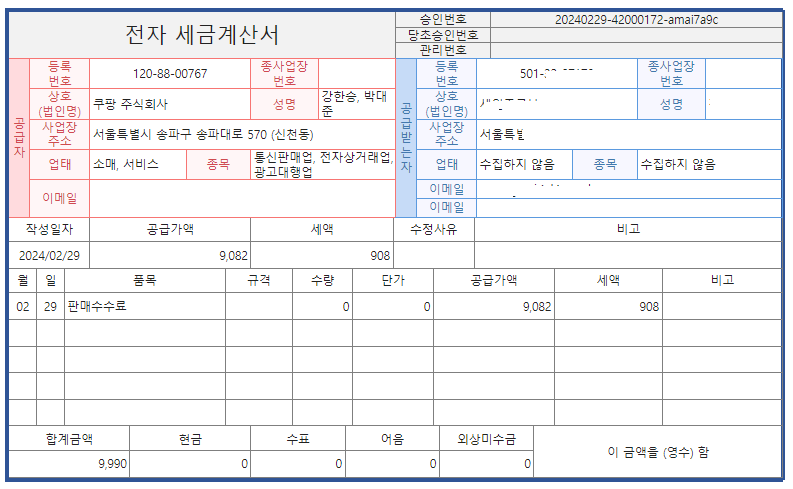 전자 세금계산서
승인번호 20240229-42000172-amai7a9c
당초승인번호
관리번호
공급자
등록번호 120-88-00767 종사업장번호
상호(법인명) 쿠팡 주식회사 성명 강한승, 박대준
사업장주소 서울특별시 송파구 송파대로 570 (신천동)
업태 소매, 서비스 종목 통신판매업, 전자상거래업, 광고대행업
이메일
공급받는자
등록번호 501- 종사업장번호
상호(법인명) 성명
사업장주소 서울특별
업태 수집하지 않음 종목 수집하지 않음
이메일
이메일
작성일자 공급가액 세액 수정사유 비고
2024/02/29 9,082 908
월 일 품목 규격 수량 단가 공급가액 세액 비고
02 29 판매수수료 0 0 9,082 908
합계금액 현금 수표 어음 외상미수금 이 금액을 (영수) 함
9,990 0 0 0 0